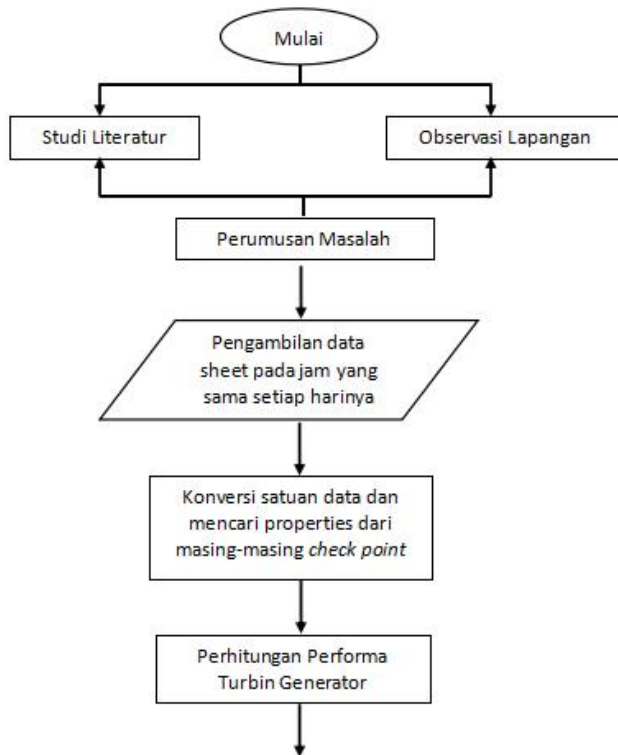 Mulai
Studi Literatur
Observasi Lapangan
Perumusan Masalah
Pengambilan data
sheet pada jam yang
sama setiap harinya
Konversi satuan data dan
mencari properties dari
masing-masing check point
Perhitungan Performa
Turbin Generator